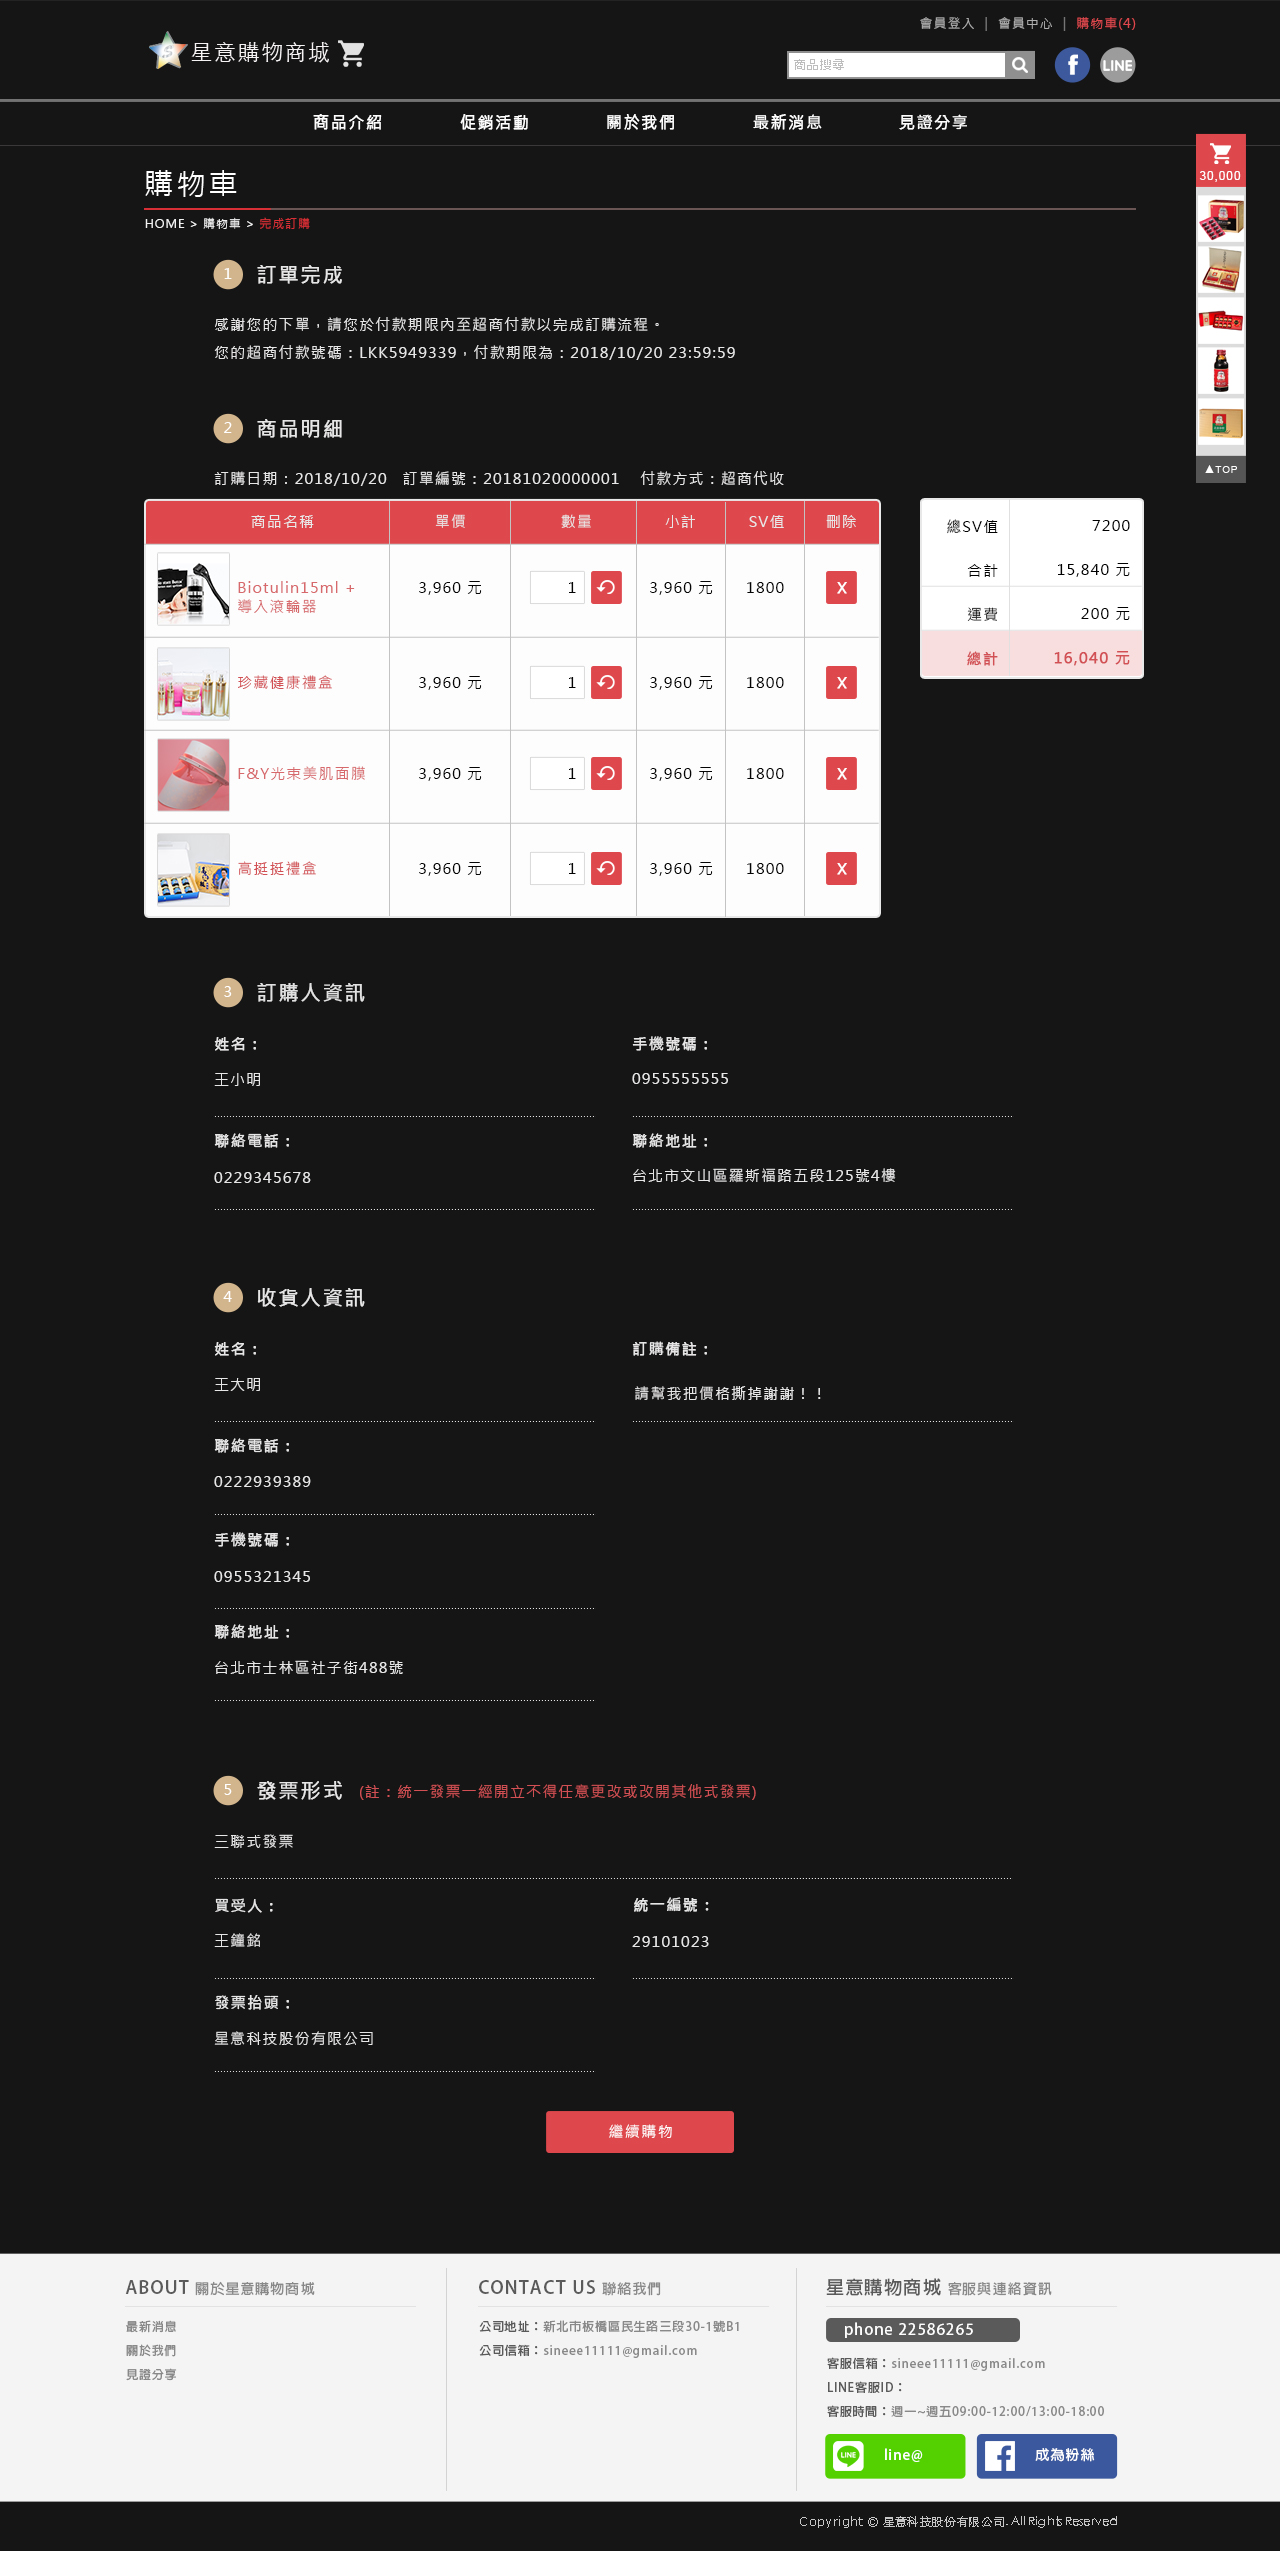 會員登入 | 會員中心 | 購物車(4)
星意購物商城
商品搜尋
LINE
商品介紹 促銷活動 關於我們 最新消息 見證分享
30,000
購物車
HOME > 購物車 > 完成訂購
1 訂單完成
感謝您的下單，請您於付款期限內至超商付款以完成訂購流程。
您的超商付款號碼：LKK5949339，付款期限為：2018/10/20 23:59:59
▲TOP
2 商品明細
訂購日期：2018/10/20 訂單編號：20181020000001 付款方式：超商代收
商品名稱 單價 數量 小計 SV值 刪除
Biotulin15ml +
導入滾輪器
3,960 元 1 3,960 元 1800 X
珍藏健康禮盒 3,960 元 1 3,960 元 1800 X
F&Y光束美肌面膜 3,960 元 1 3,960 元 1800 X
高挺挺禮盒 3,960 元 1 3,960 元 1800 X
總SV值 7200
合計 15,840 元
運費 200 元
總計 16,040 元
3 訂購人資訊
姓名： 手機號碼：
王小明 0955555555
聯絡電話： 聯絡地址：
0229345678 台北市文山區羅斯福路五段125號4樓
4 收貨人資訊
姓名： 訂購備註：
王大明 請幫我把價格撕掉謝謝！！
聯絡電話：
0222939389
手機號碼：
0955321345
聯絡地址：
台北市士林區社子街488號
5 發票形式 (註：統一發票一經開立不得任意更改或改開其他式發票)
三聯式發票
買受人： 統一編號：
王鐘銘 29101023
發票抬頭：
星意科技股份有限公司
繼續購物
ABOUT 關於星意購物商城
最新消息
關於我們
見證分享
CONTACT US 聯絡我們
公司地址：新北市板橋區民生路三段30-1號B1
公司信箱：sineee11111@gmail.com
星意購物商城 客服與連絡資訊
phone 22586265
客服信箱：sineee11111@gmail.com
LINE客服ID：
客服時間：週一~週五09:00-12:00/13:00-18:00
LINE line@ 成為粉絲
Copyright © 星意科技股份有限公司. All Rights Reserved